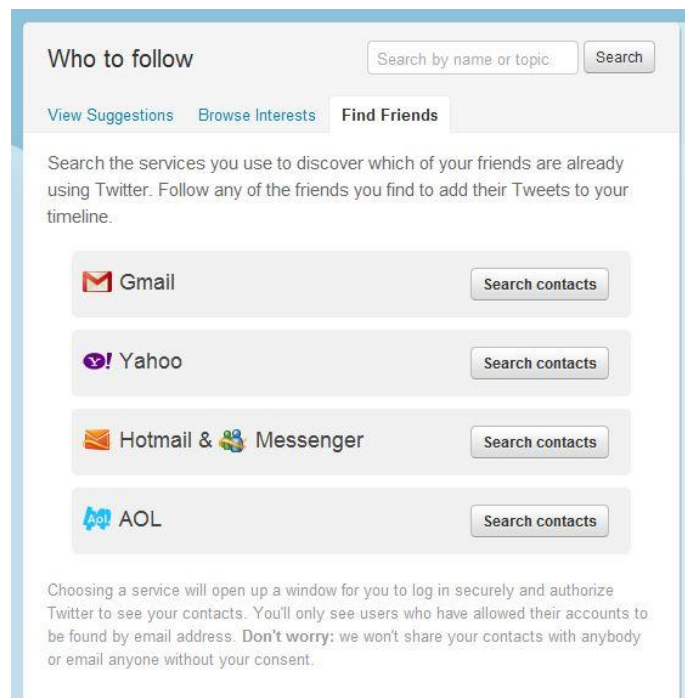 Who to follow
Search by name or topic
Search
View Suggestions
Browse Interests
Find Friends
Search the services you use to discover which of your friends are already
using Twitter. Follow any of the friends you find to add their Tweets to your
timeline.
Gmail
Search contacts
Y! Yahoo
Search contacts
Hotmail & Messenger
Search contacts
Aol. AOL
Search contacts
Choosing a service will open up a window for you to log in securely and authorize
Twitter to see your contacts. You'll only see users who have allowed their accounts to
be found by email address. Don't worry: we won't share your contacts with anybody
or email anyone without your consent.